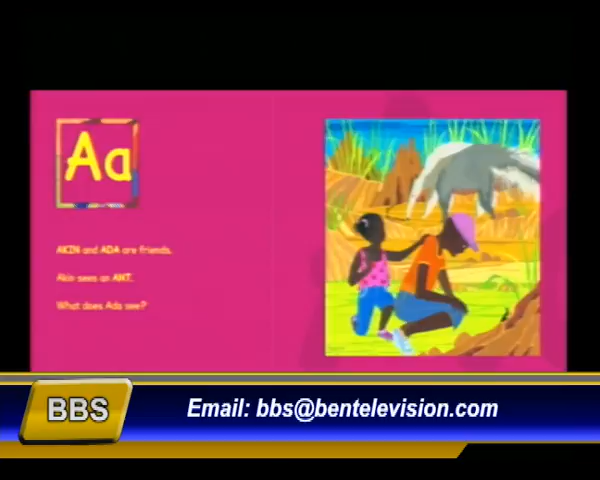 Aa
AKIN and ADA are friends.
Akin sees an ANT.
What does Ada see?
BBS
Email: bbs@bentelevision.com